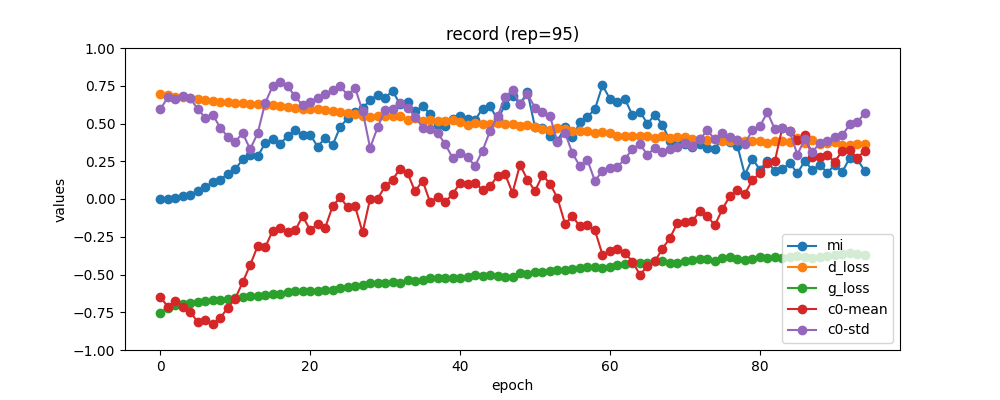 record (rep=95)
1.00
0.75
0.50
0.25
0.00
−0.25
−0.50
−0.75
−1.00
values
0 20 40 60 80
epoch
mi
d_loss
g_loss
c0-mean
c0-std